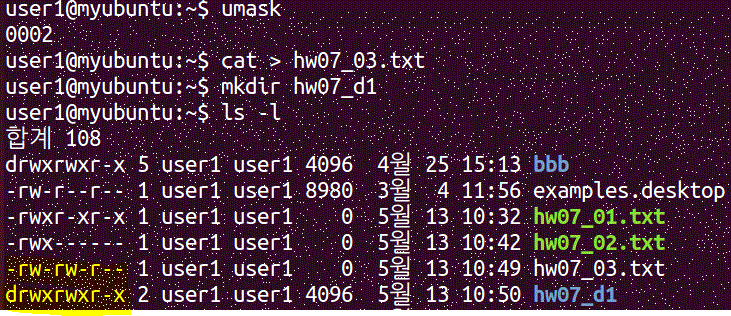 user1@myubuntu:~$ umask
0002
user1@myubuntu:~$ cat > hw07_03.txt
user1@myubuntu:~$ mkdir hw07_d1
user1@myubuntu:~$ ls -l
합계 108
drwxrwxr-x 5 user1 user1 4096  4월 25 15:13 bbb
-rw-r--r-- 1 user1 user1 8980  3월  4 11:56 examples.desktop
-rwxr-xr-x 1 user1 user1    0  5월 13 10:32 hw07_01.txt
-rwx------ 1 user1 user1    0  5월 13 10:42 hw07_02.txt
-rw-rw-r-- 1 user1 user1    0  5월 13 10:49 hw07_03.txt
drwxrwxr-x 2 user1 user1 4096  5월 13 10:50 hw07_d1